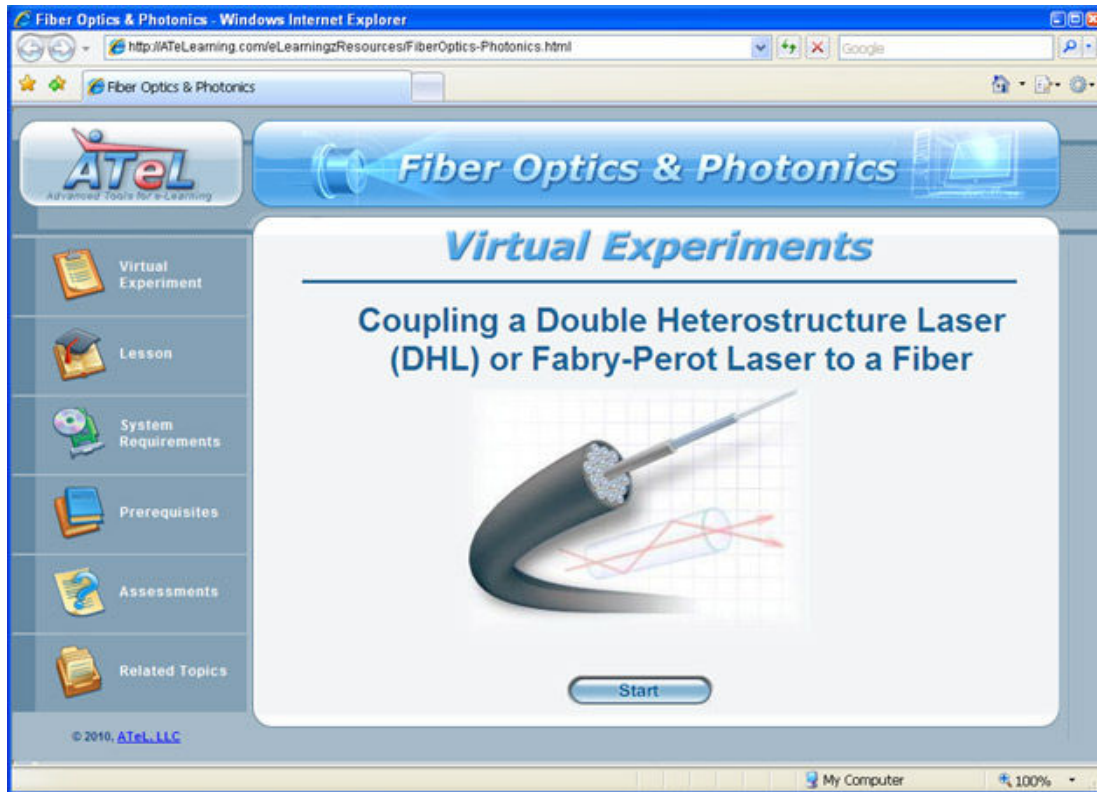 Fiber Optics & Photonics - Windows Internet Explorer
http://ATeLearning.com/eLearningzResources/FiberOptics-Photonics.html
Google
Fiber Optics & Photonics
ATeL
Advanced Tools for e-Learning
Fiber Optics & Photonics
Virtual Experiments
Virtual
Experiment
Lesson
System
Requirements
Prerequisites
Assessments
Related Topics
Coupling a Double Heterostructure Laser
(DHL) or Fabry-Perot Laser to a Fiber
Start
© 2010, ATeL, LLC
My Computer
100%